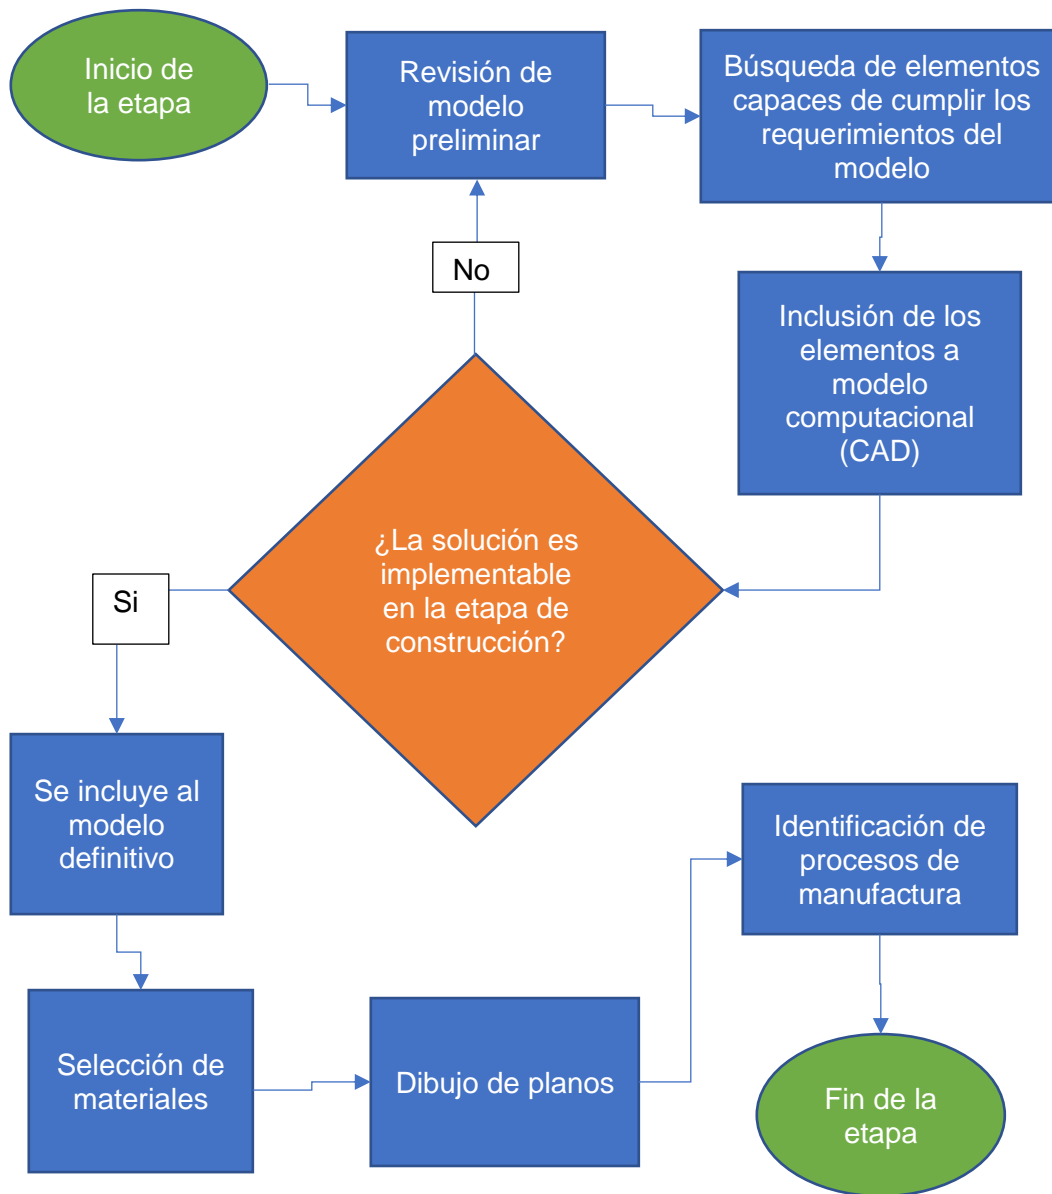 Inicio de
la etapa
Revisión de
modelo
preliminar
Búsqueda de elementos
capaces de cumplir los
requerimientos del
modelo
Inclusión de los
elementos a
modelo
computacional
(CAD)
No
¿La solución es
implementable
en la etapa de
construcción?
Si
Se incluye al
modelo
definitivo
Selección de
materiales
Dibujo de planos
Identificación de
procesos de
manufactura
Fin de la
etapa